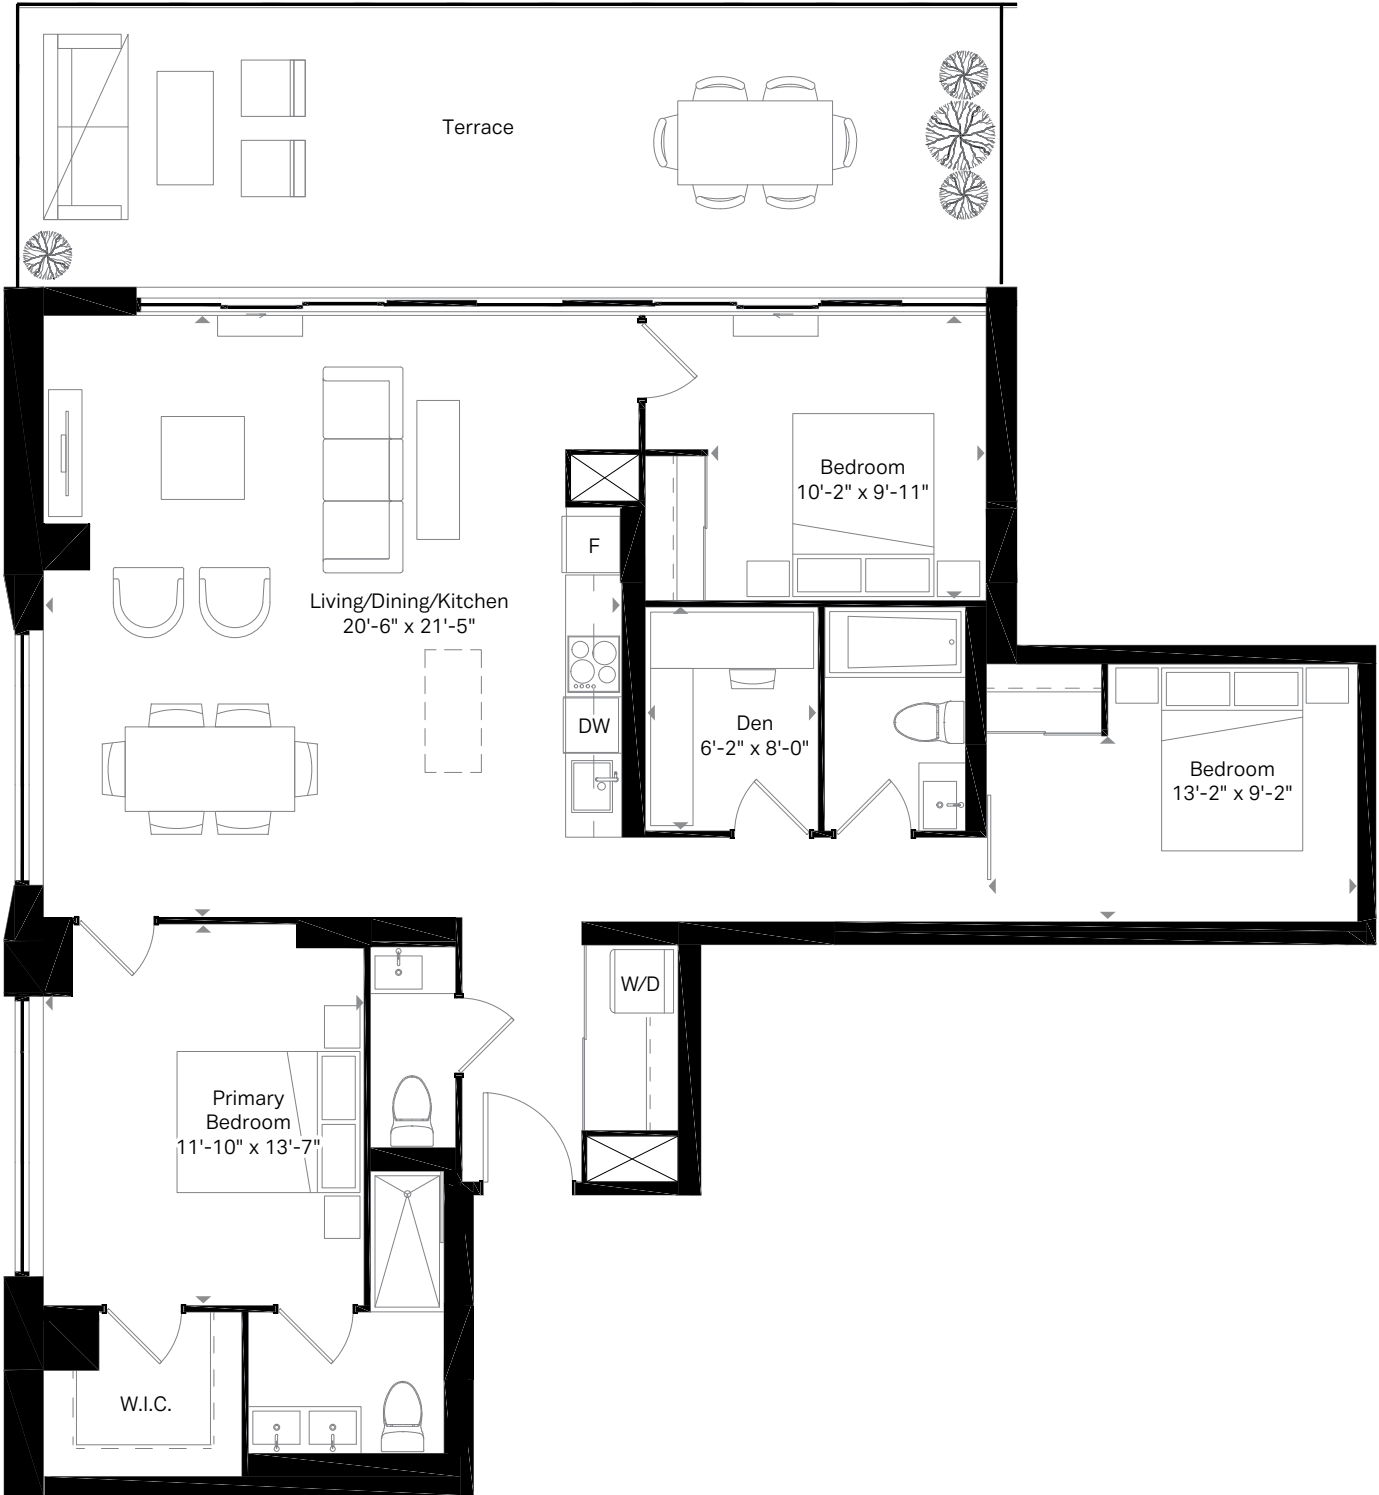 Terrace
Bedroom
10'-2" x 9'-11"
F
Living/Dining/Kitchen
20'-6" x 21'-5"
DW
Den
6'-2" x 8'-0"
Bedroom
13'-2" x 9'-2"
W/D
Primary
Bedroom
11'-10" x 13'-7"
W.I.C.